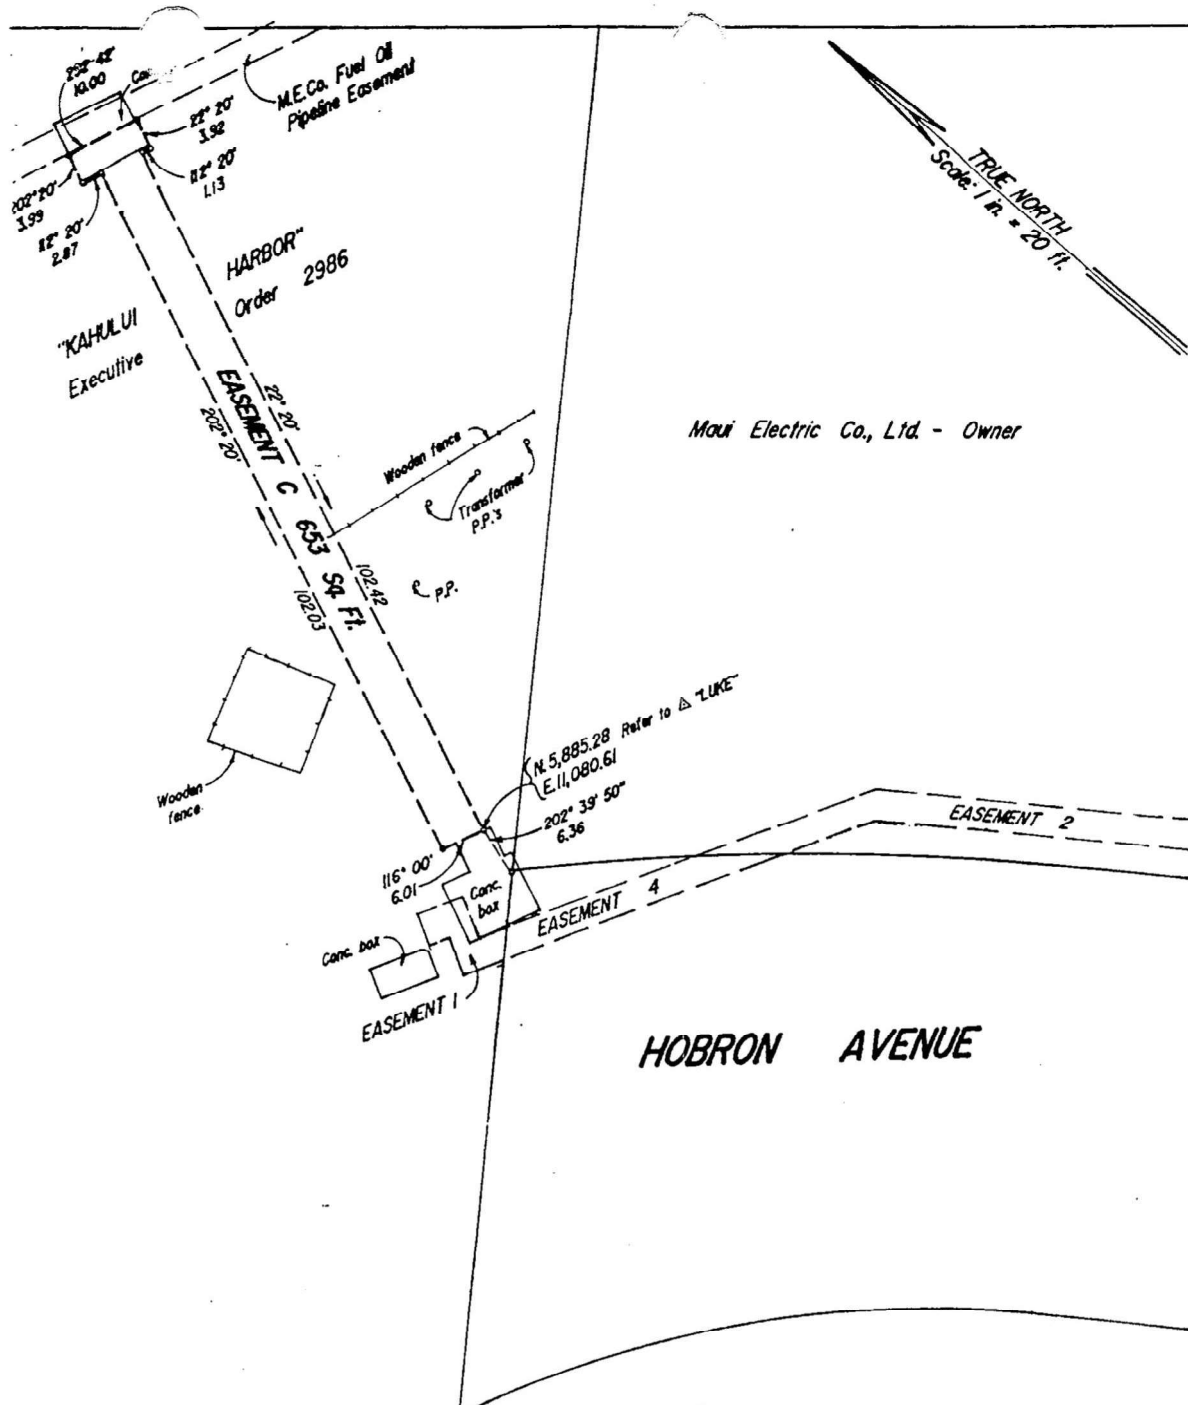 292° 42'
10.00
M.E.Co. Fuel Oil
Pipeline Easement
22° 20'
3.92
112° 20'
1.13
202° 20'
3.99
112° 20'
2.87
TRUE NORTH
Scale: 1 in. = 20 ft.
"KAHULUI
HARBOR"
Executive
Order 2986
EASEMENT C 653 Sq. Ft.
22° 20'
102.42
202° 20'
102.03
Wooden fence
Transformer
P.P.'s
P.P.
Maui Electric Co., Ltd. - Owner
Wooden
fence
N. 5,885.28 Refer to △ "LUKE"
E. 11,080.61
202° 39' 50"
6.36
116° 00'
6.01
Conc.
box
Conc. box
EASEMENT 1
EASEMENT 4
EASEMENT 2
HOBRON AVENUE